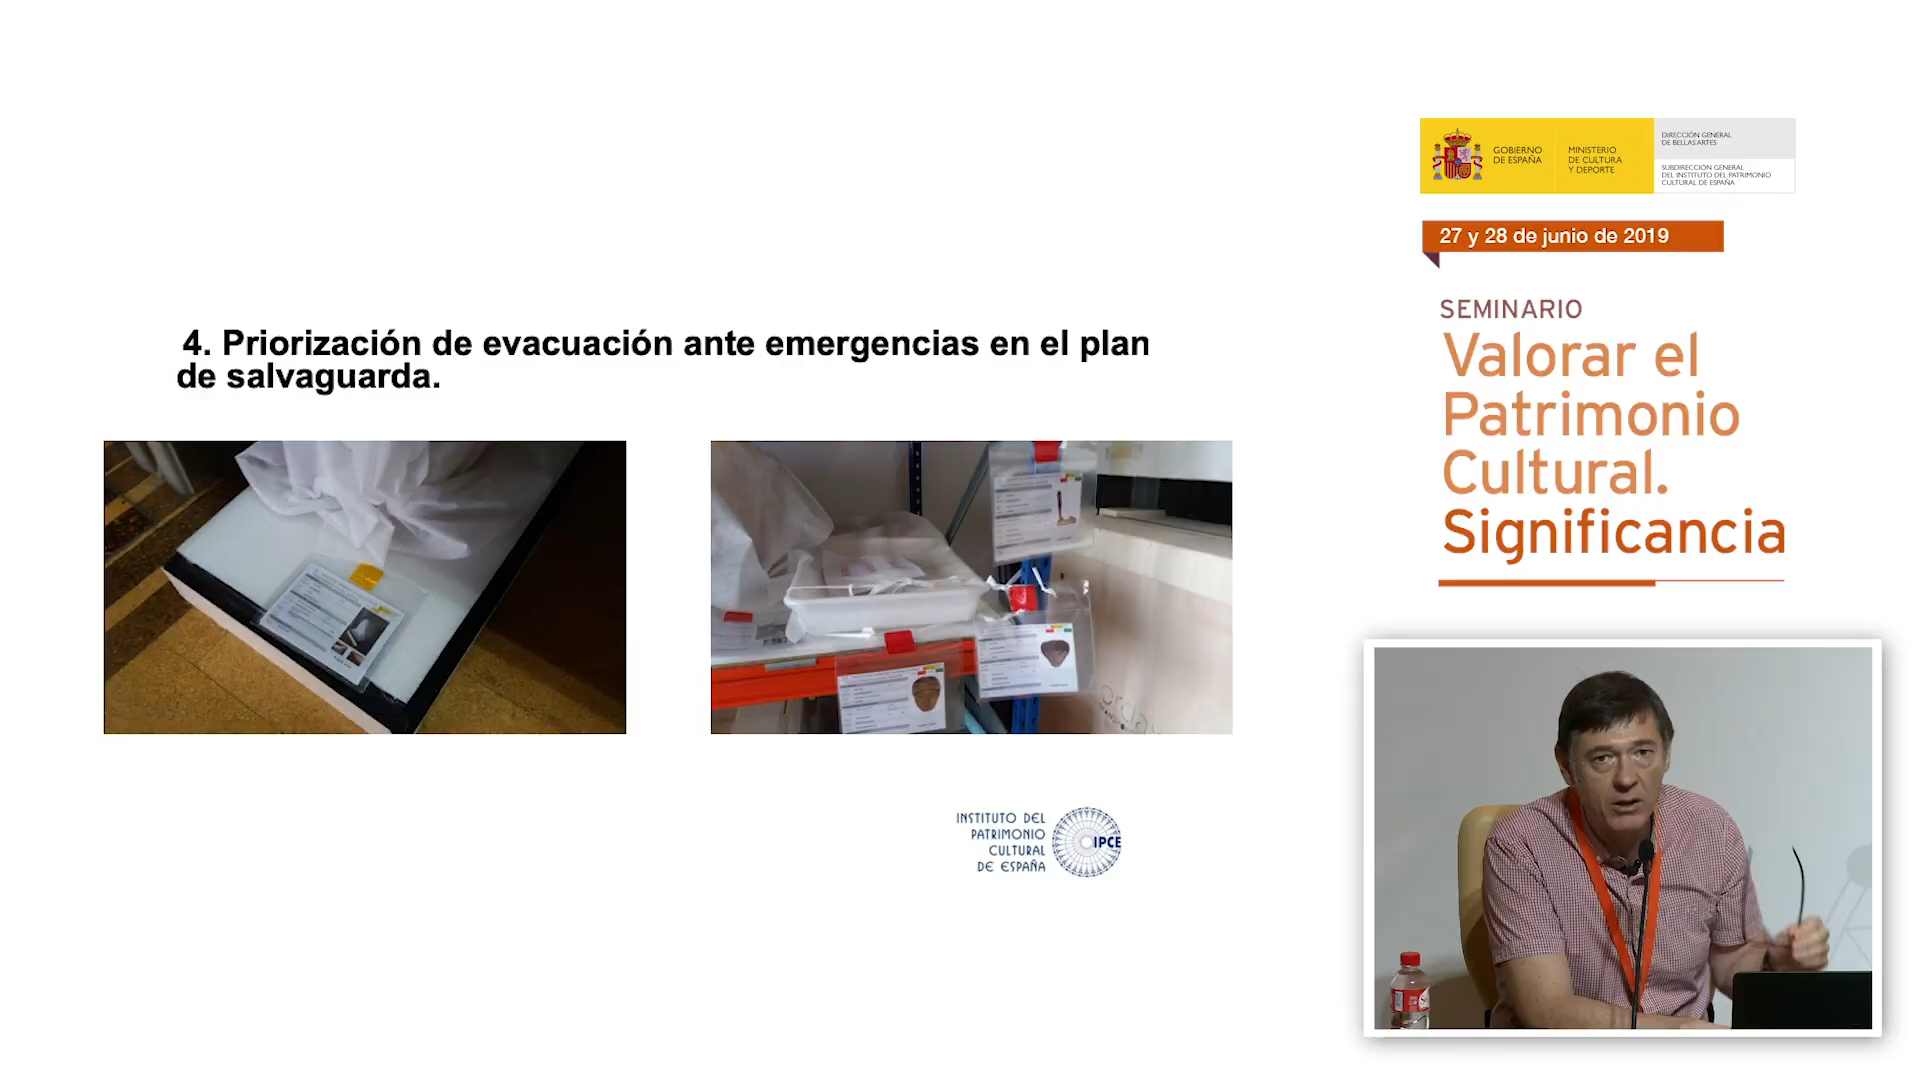 4. Priorización de evacuación ante emergencias en el plan
de salvaguarda.
INSTITUTO DEL
PATRIMONIO
CULTURAL
DE ESPAÑA
IPCE
GOBIERNO
DE ESPAÑA
MINISTERIO
DE CULTURA
Y DEPORTE
DIRECCIÓN GENERAL
DE BELLAS ARTES
SUBDIRECCIÓN GENERAL
DEL INSTITUTO DEL PATRIMONIO
CULTURAL DE ESPAÑA
27 y 28 de junio de 2019
SEMINARIO
Valorar el
Patrimonio
Cultural.
Significancia